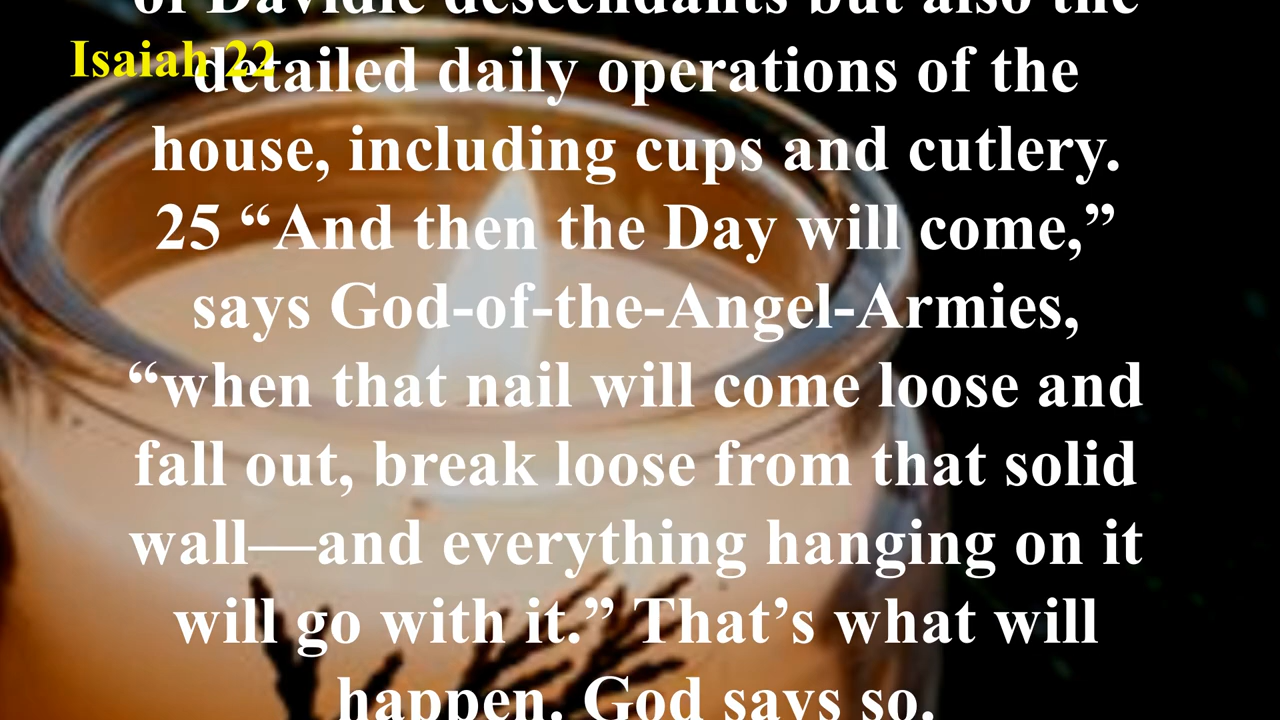 of Davidic descendants but also the
Isaiah 22
detailed daily operations of the
house, including cups and cutlery.
25 “And then the Day will come,”
says God-of-the-Angel-Armies,
“when that nail will come loose and
fall out, break loose from that solid
wall—and everything hanging on it
will go with it.” That’s what will
happen. God says so.